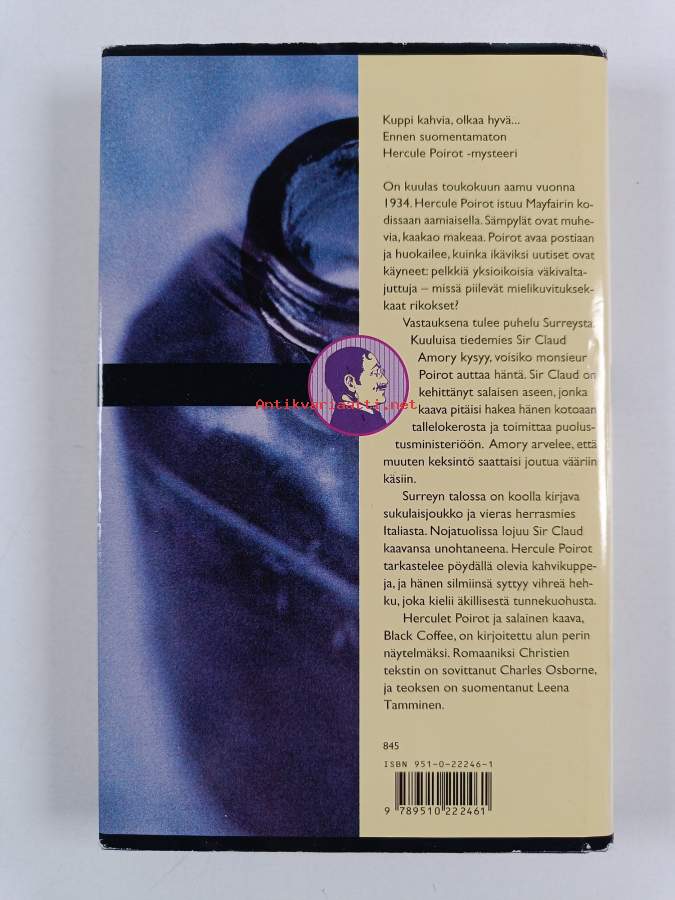 Kuppi kahvia, olkaa hyvä...
Ennen suomentamaton
Hercule Poirot -mysteeri
On kuulas toukokuun aamu vuonna
1934. Hercule Poirot istuu Mayfairin ko-
dissaan aamiaisella. Sämpylät ovat muhe-
via, kaakao makeaa. Poirot avaa postiaan
ja huokailee, kuinka ikäviksi uutiset ovat
käyneet: pelkkiä yksioikoisia väkivalta-
juttuja – missä piilevät mielikuvituksek-
kaat rikokset?
Vastauksena tulee puhelu Surreysta.
Kuuluisa tiedemies Sir Claud
Amory kysyy, voisiko monsieur
Poirot auttaa häntä. Sir Claud on
kehittänyt salaisen aseen, jonka
kaava pitäisi hakea hänen kotoaan
tallelokerosta ja toimittaa puolus-
tusministeriöön. Amory arvelee, että
muuten keksintö saattaisi joutua vääriin
käsiin.
Surreyn talossa on koolla kirjava
sukulaisjoukko ja vieras herrasmies
Italiasta. Nojatuolissa lojuu Sir Claud
kaavansa unohtaneena. Hercule Poirot
tarkastelee pöydällä olevia kahvikuppe-
ja, ja hänen silmiinsä syttyy vihreä heh-
ku, joka kielii äkillisestä tunnekuohusta.
Herculet Poirot ja salainen kaava,
Black Coffee, on kirjoitettu alun perin
näytelmäksi. Romaaniksi Christien
tekstin on sovittanut Charles Osborne,
ja teoksen on suomentanut Leena
Tamminen.
Antikvariaatti.net
845
ISBN 951-0-22246-1
9 789510 222461